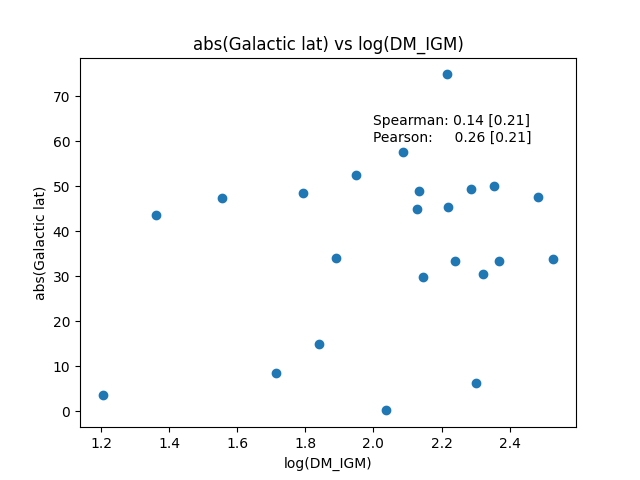 abs(Galactic lat) vs log(DM_IGM)
Spearman: 0.14 [0.21]
Pearson: 0.26 [0.21]
70
60
50
40
30
20
10
0
abs(Galactic lat)
1.2 1.4 1.6 1.8 2.0 2.2 2.4
log(DM_IGM)